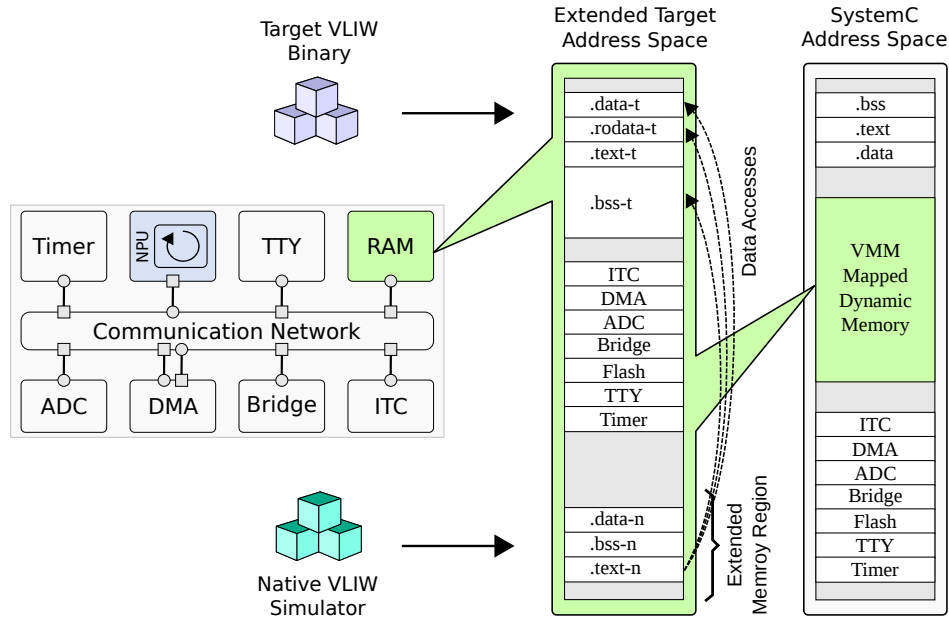 Target VLIW
Binary
Extended Target
Address Space
SystemC
Address Space
.data-t
.rodata-t
.text-t
.bss-t
ITC
DMA
ADC
Bridge
Flash
TTY
Timer
.data-n
.bss-n
.text-n
Data Accesses
Extended
Memroy Region
.bss
.text
.data
VMM
Mapped
Dynamic
Memory
ITC
DMA
ADC
Bridge
Flash
TTY
Timer
Timer
NPU
TTY
RAM
Communication Network
ADC
DMA
Bridge
ITC
Native VLIW
Simulator